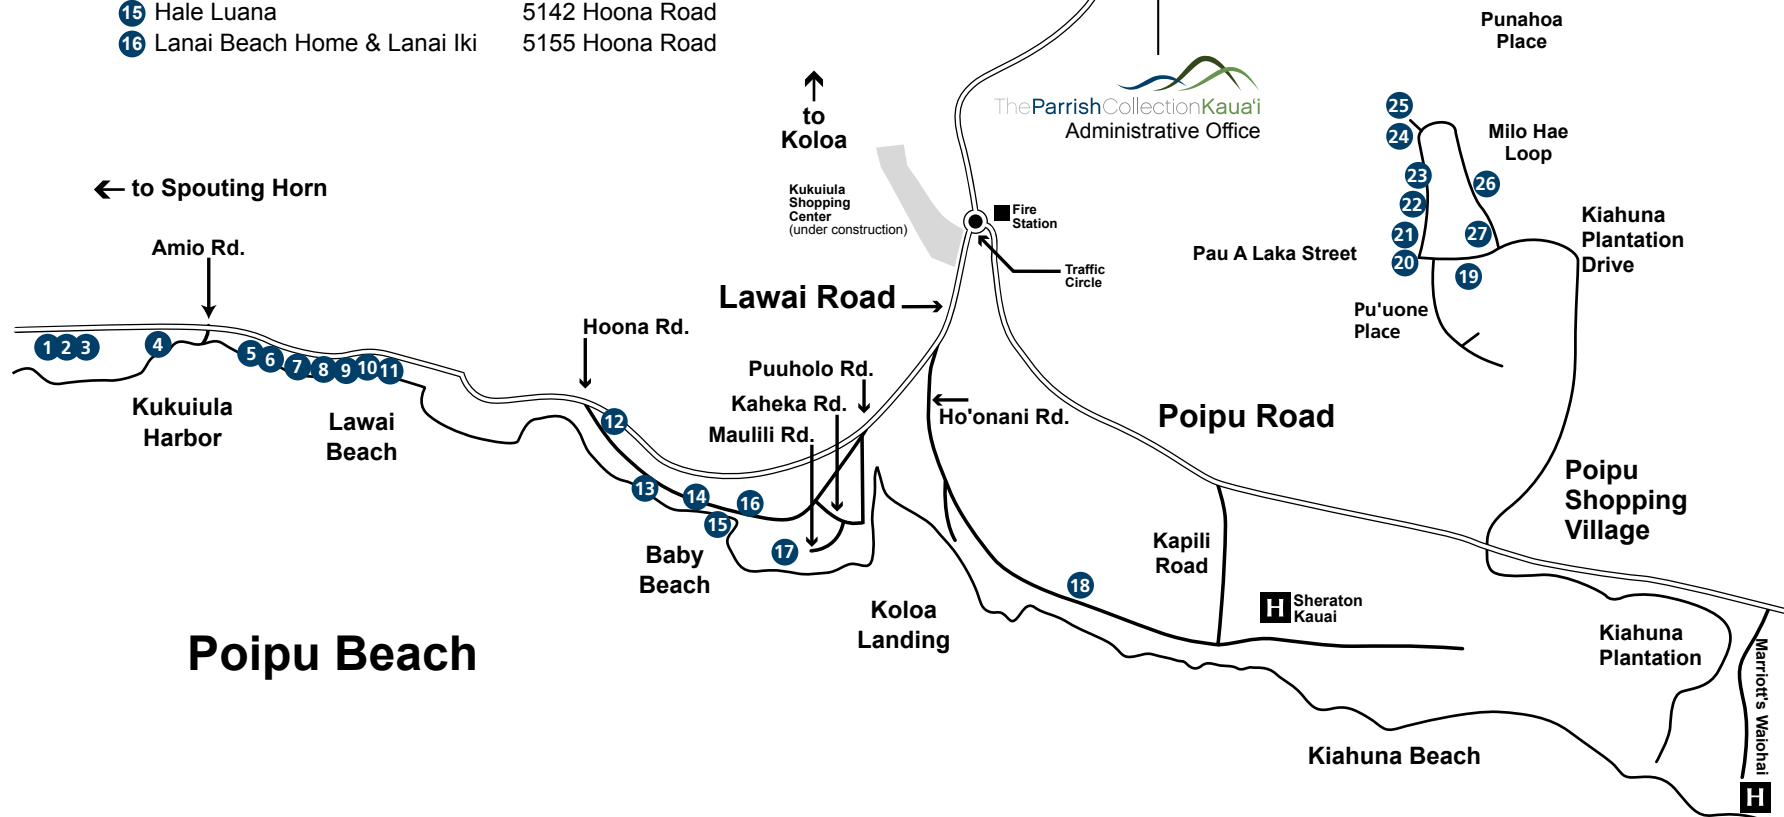 15 Hale Luana 5142 Hoona Road
16 Lanai Beach Home & Lanai Iki 5155 Hoona Road
Punahoa
Place
to
Koloa
TheParrishCollectionKaua'i
Administrative Office
25
24
Milo Hae
Loop
23
26
22
21
27
20
19
to Spouting Horn
Kukuiula
Shopping
Center
(under construction)
Fire
Station
Traffic
Circle
Pau A Laka Street
Kiahuna
Plantation
Drive
Pu'uone
Place
Amio Rd.
Lawai Road
Hoona Rd.
Puuholo Rd.
Kaheka Rd.
Maulili Rd.
Ho'onani Rd.
Poipu Road
1 2 3 4 5 6 7 8 9 10 11
12
13
14
15
16
17
18
Kukuiula
Harbor
Lawai
Beach
Baby
Beach
Koloa
Landing
Kapili
Road
Poipu
Shopping
Village
H Sheraton
Kauai
Kiahuna
Plantation
Poipu Beach
Kiahuna Beach
Marriott's Waiohai
H